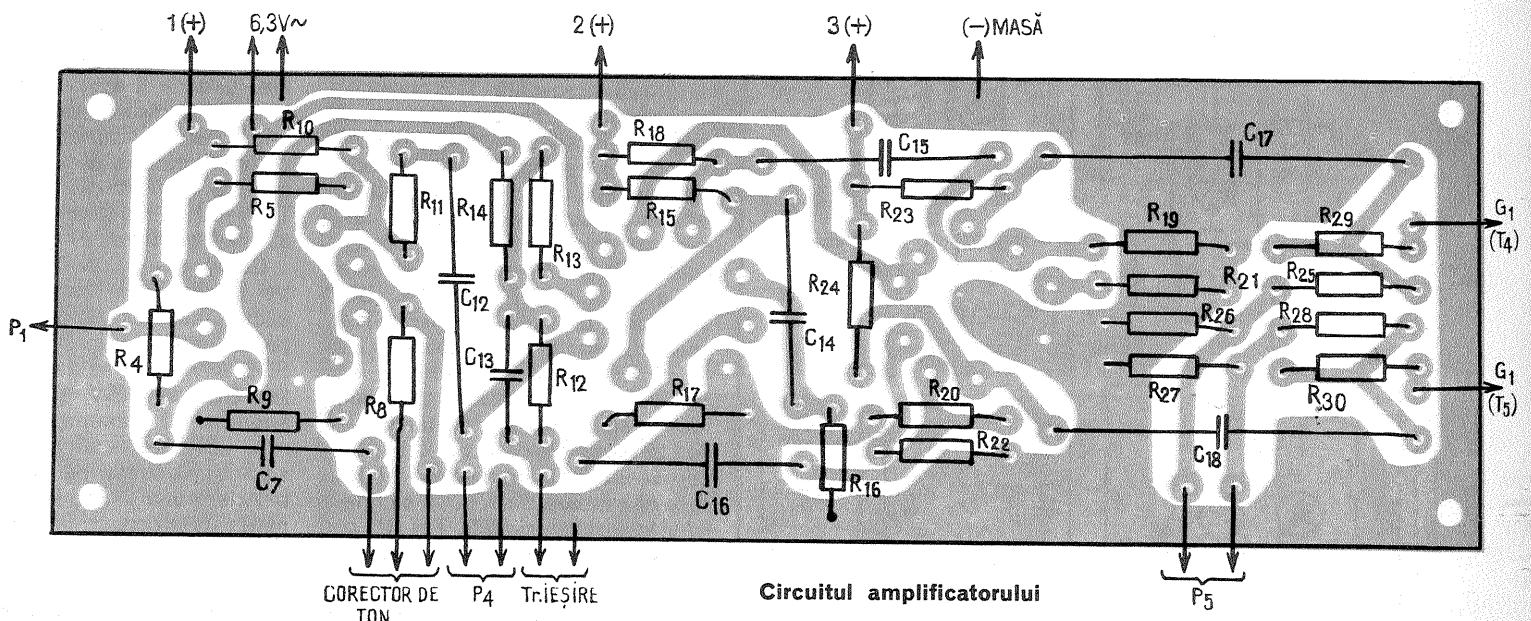 1 (+) 6,3V~ 2 (+) 3 (+) (-) MASĂ
R10 R18 C15 C17
R5 R11 R14 R15 R23 G1
(T4)
R13 R19 R29
C12 R24 R21 R25
P1 C14 R26 R28
R4 C13 R12 R27 R30
G1
(T5)
R9 R8 R17 R20
C7 C16 R16 R22 C18
CORECTOR DE
TON
P4 Tr.IEȘIRE Circuitul amplificatorului P5